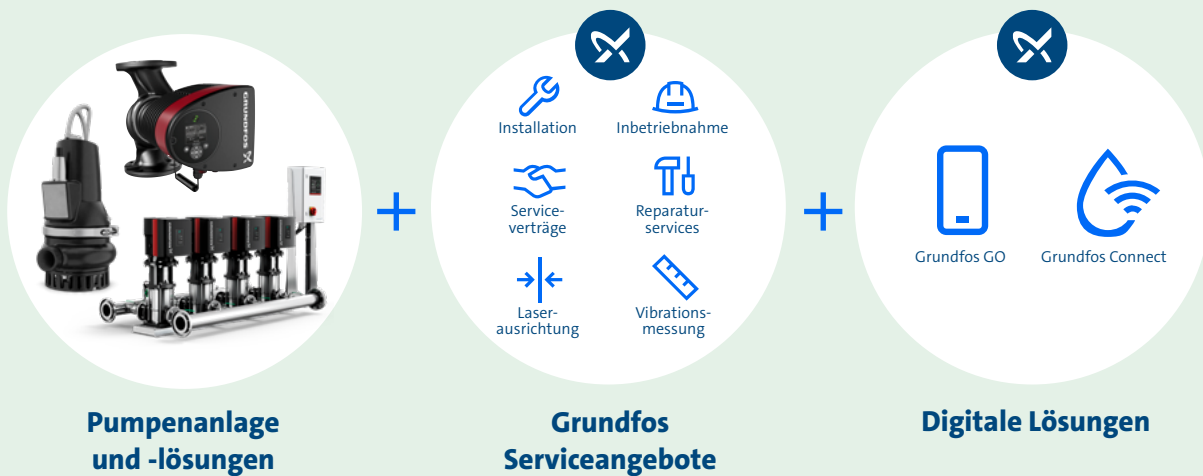 GRUNDFOS
Installation
Inbetriebnahme
Service-
verträge
Reparatur-
services
Laser-
ausrichtung
Vibrations-
messung
Grundfos GO
Grundfos Connect
Pumpenanlage
und -lösungen
Grundfos
Serviceangebote
Digitale Lösungen